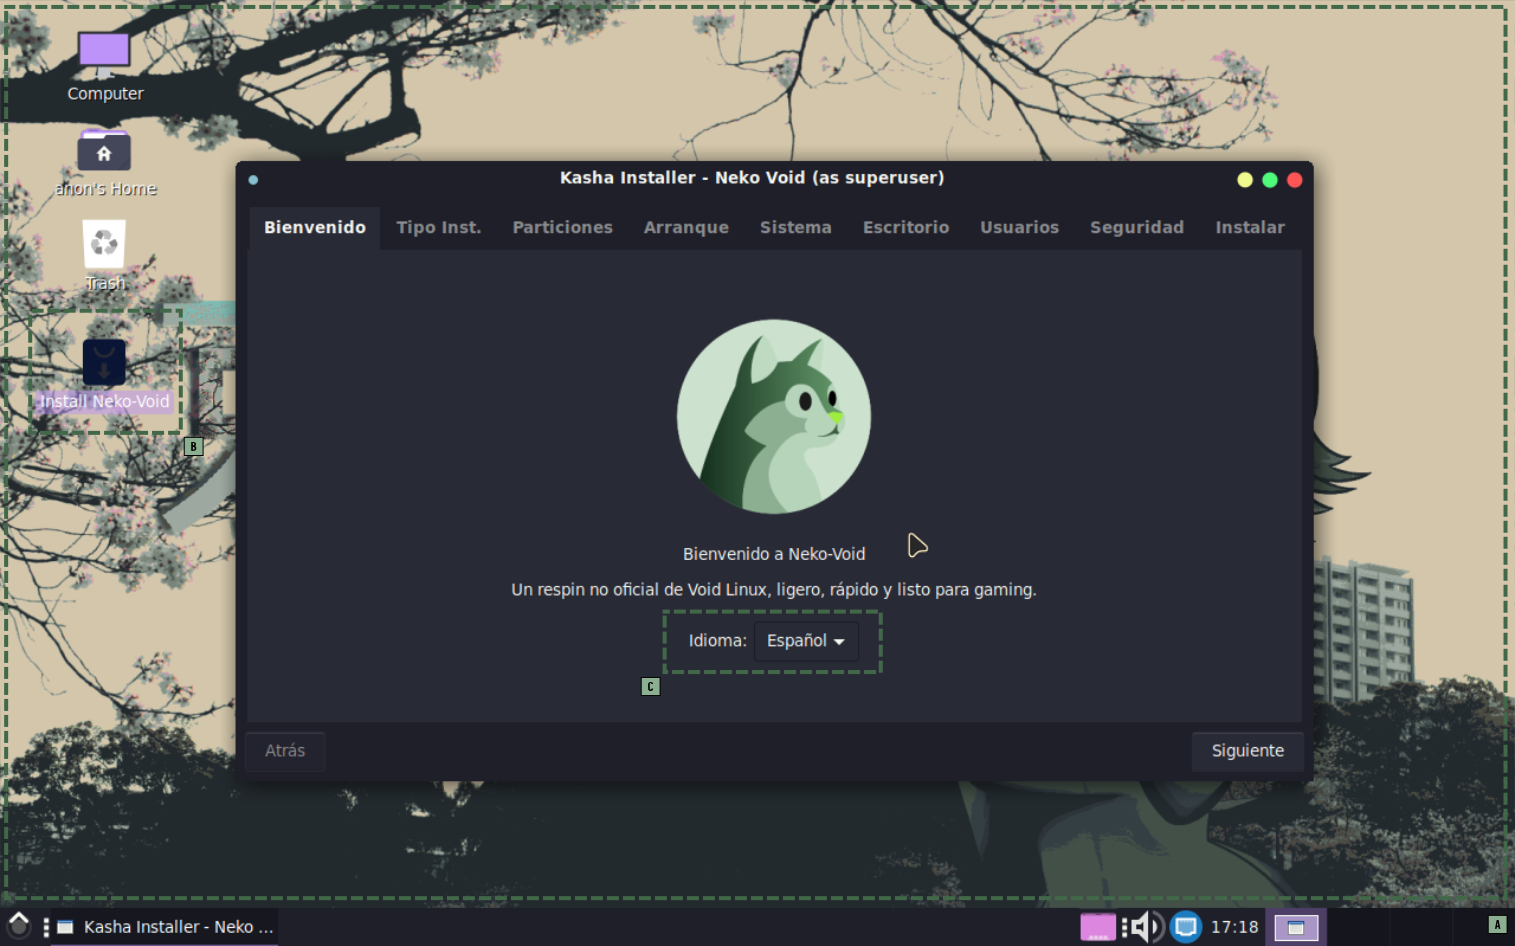 Computer
anon's Home
Trash
Install Neko-Void
B
Kasha Installer - Neko Void (as superuser)
Bienvenido Tipo Inst. Particiones Arranque Sistema Escritorio Usuarios Seguridad Instalar
Bienvenido a Neko-Void
Un respin no oficial de Void Linux, ligero, rápido y listo para gaming.
Idioma: Español
C
Atrás Siguiente
Kasha Installer - Neko ... 17:18 A